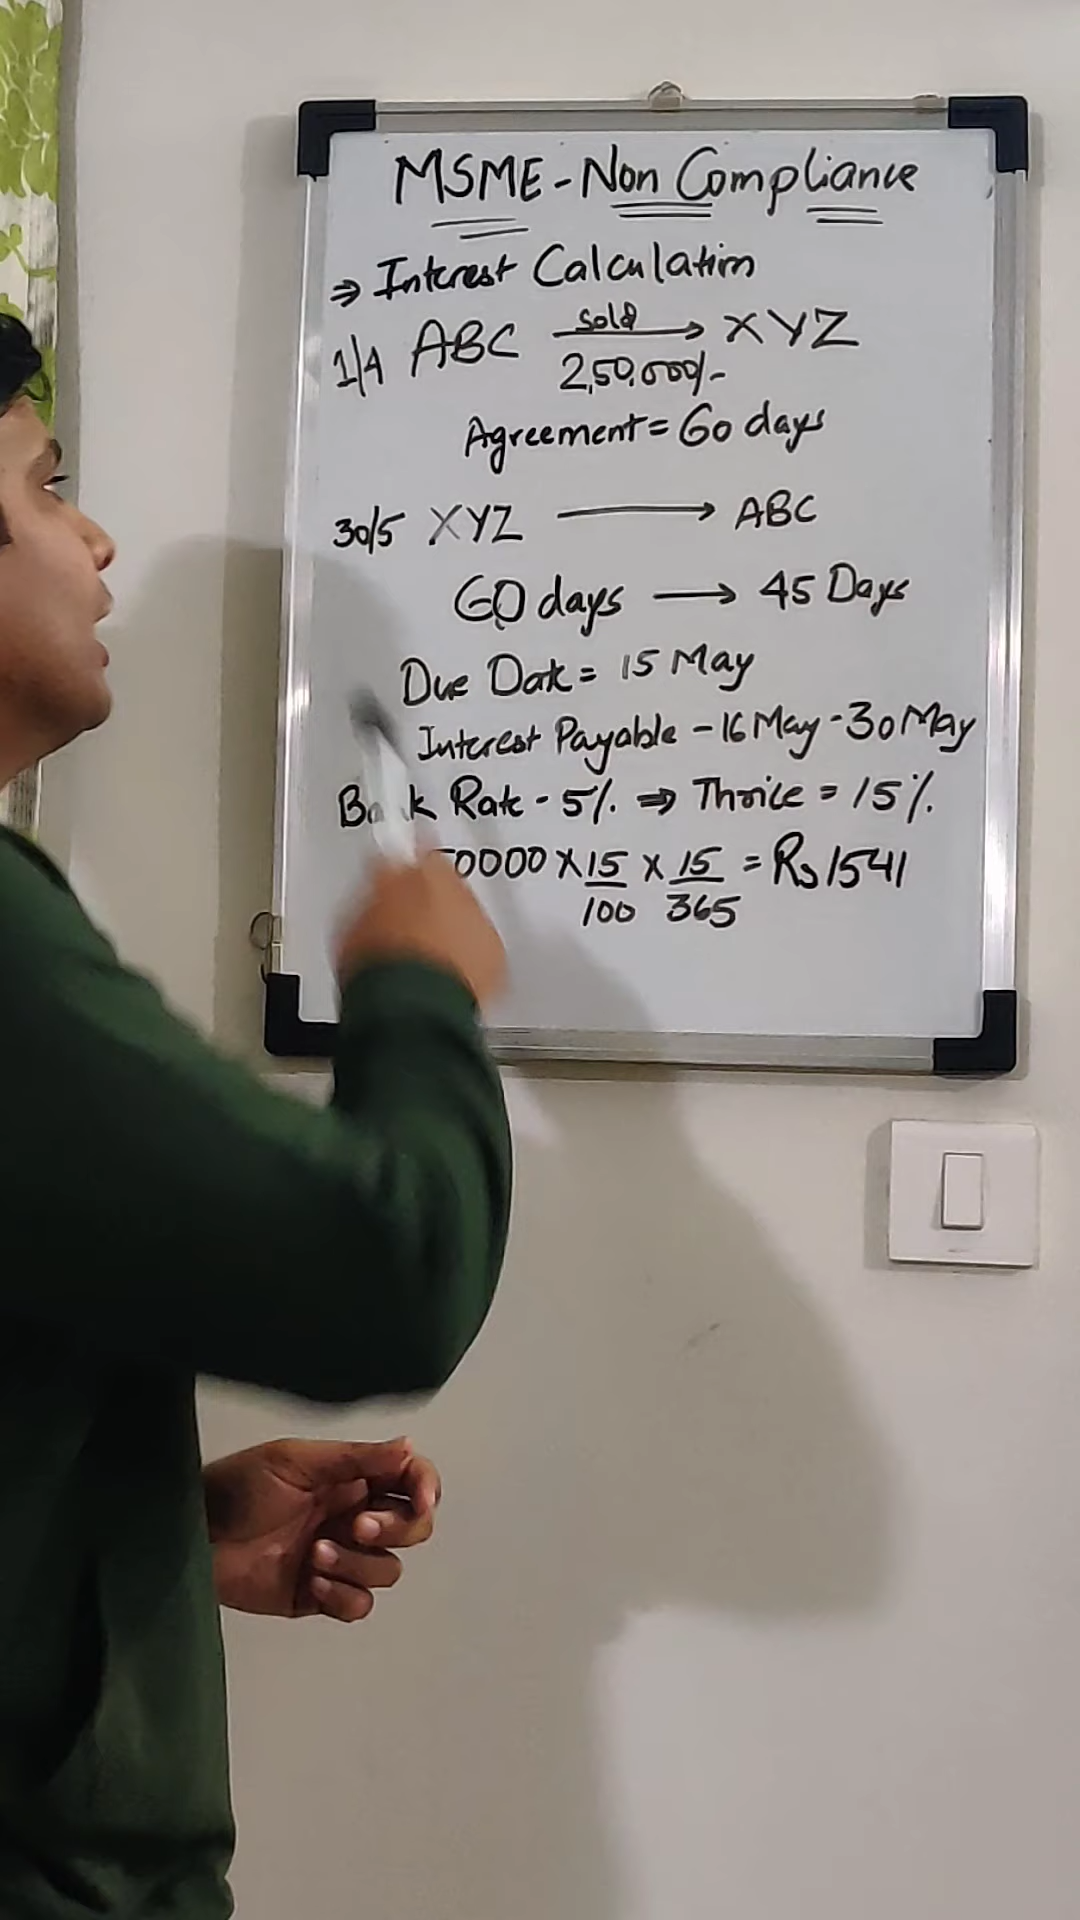 MSME - Non Compliance
⇒ Interest Calculation
1/4 ABC sold → XYZ
2,50,000/-
Agreement = 60 days
30/5 XYZ → ABC
60 days → 45 Days
Due Date = 15 May
Interest Payable - 16 May - 30 May
Rate - 5% ⇒ Thrice = 15%
0000 × 15/100 × 15/365 = Rs 1541